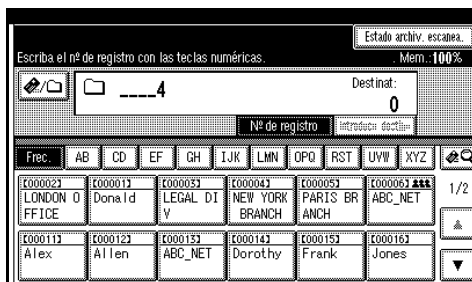 Estado archiv. escanea.
Escriba el nº de registro con las teclas numéricas. . Mem.:100%
____4
Destinat:
0
Nº de registro Introducn destin
Frec. AB CD EF GH IJK LMN OPQ RST UVW XYZ
[00002] [00001] [00003] [00004] [00005] [00006]
LONDON O Donald LEGAL DI NEW YORK PARIS BR ABC_NET
FFICE V BRANCH ANCH
1/2
[00011] [00012] [00013] [00014] [00015] [00016]
Alex Allen ABC_NET Dorothy Frank Jones